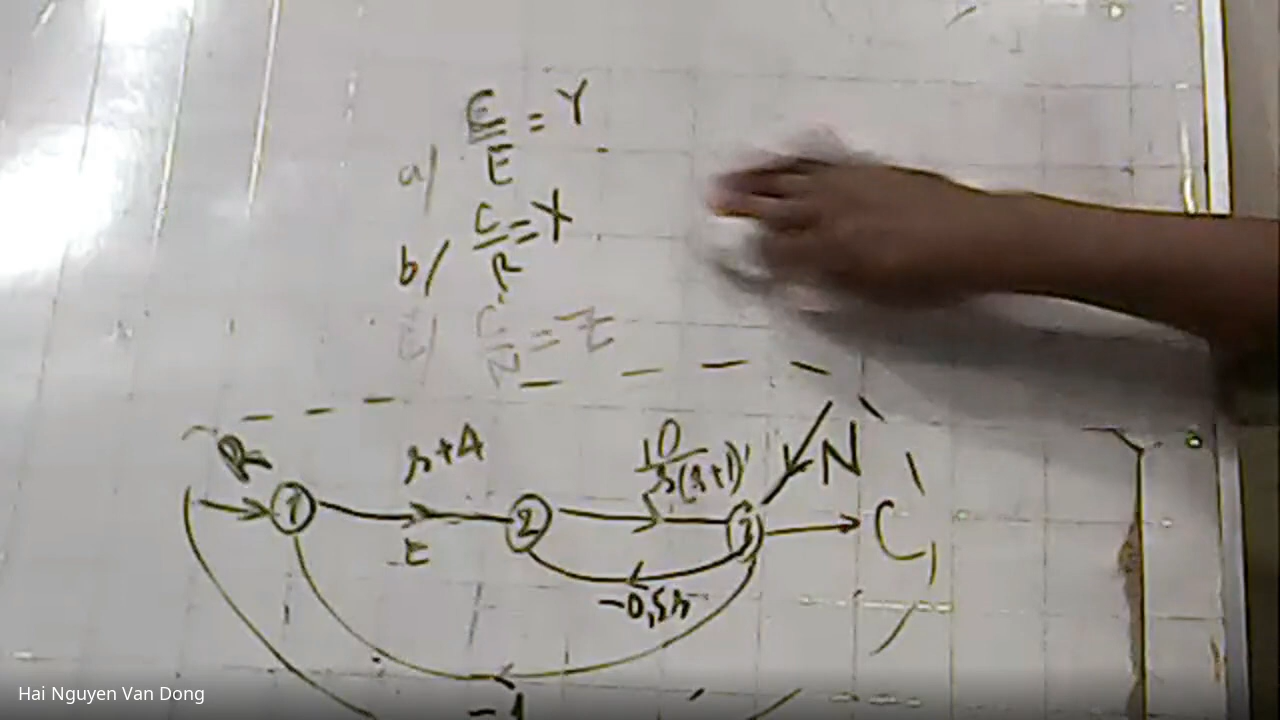 a) C/E = Y
b) C/R = X
c) C/N = Z
R
s+4
10/s(s+1)
N
1
2
3
C
E
-0,5s
-1
Hai Nguyen Van Dong